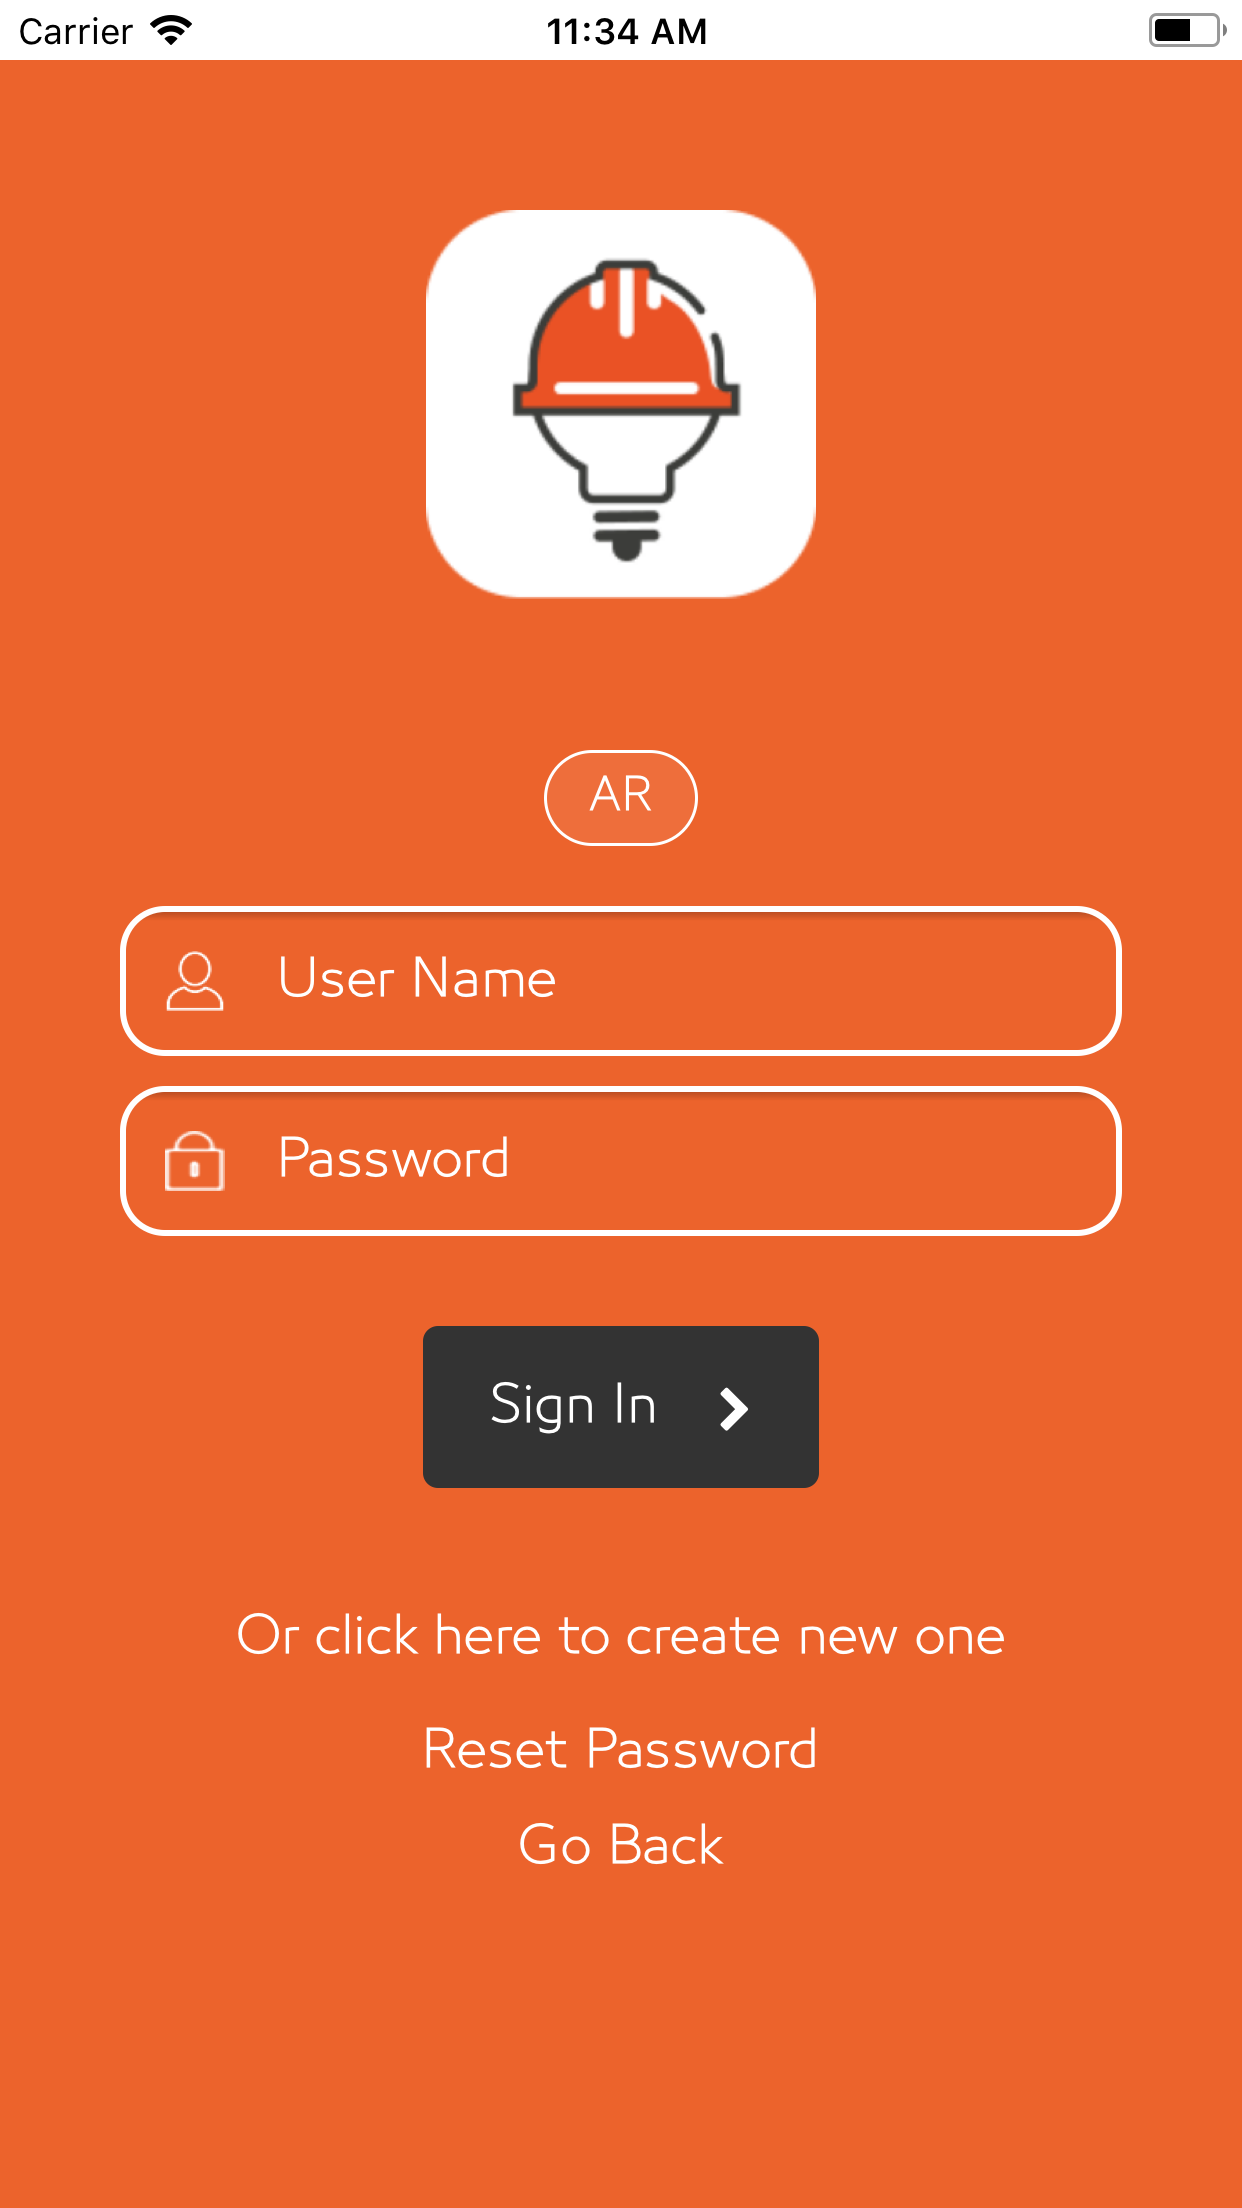 Carrier
11:34 AM
AR
User Name
Password
Sign In
Or click here to create new one
Reset Password
Go Back